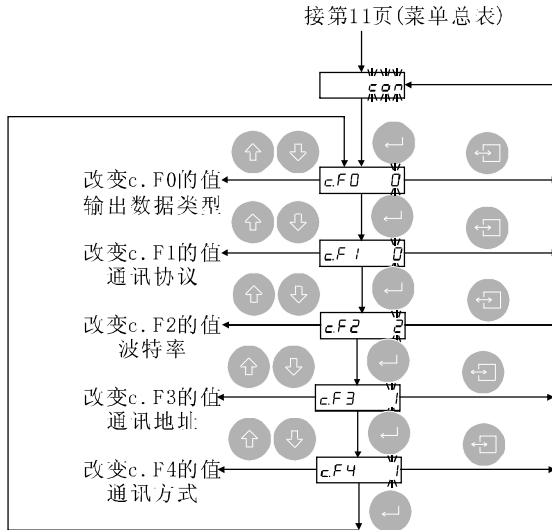 接第11页(菜单总表)
con
改变c.F0的值 c.F0 0
输出数据类型
改变c.F1的值 c.F1 0
通讯协议
改变c.F2的值 c.F2 2
波特率
改变c.F3的值 c.F3 1
通讯地址
改变c.F4的值 c.F4 1
通讯方式